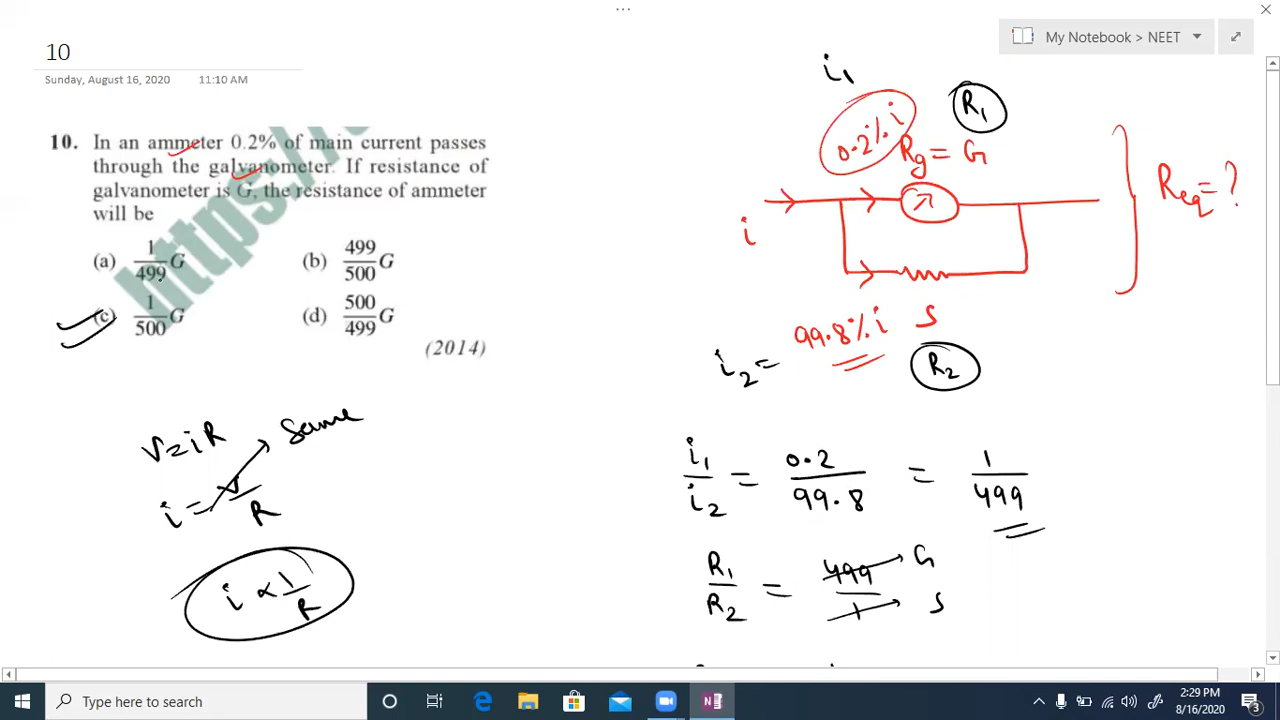 My Notebook > NEET
10
Sunday, August 16, 2020 11:10 AM
10. In an ammeter 0.2% of main current passes
through the galvanometer. If resistance of
galvanometer is G, the resistance of ammeter
will be
(a) 1/499 G (b) 499/500 G
(c) 1/500 G (d) 500/499 G
(2014)
https://
i₁
0.2% i
R₁
Rg = G
i
Req = ?
99.8% i S
i₂ =
R₂
V = iR
Same
i = V/R
i ∝ 1/R
i₁/i₂ = 0.2/99.8 = 1/499
R₁/R₂ = 499/1
G
S
Type here to search
2:29 PM
8/16/2020
3